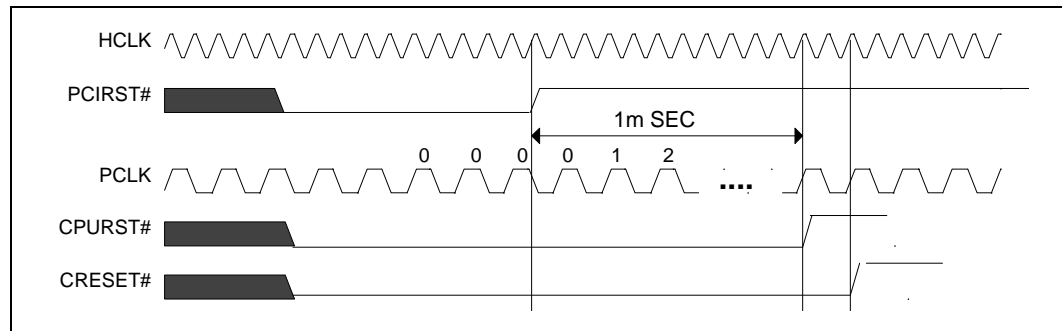 HCLK
PCIRST#
1m SEC
0 0 0 0 1 2
PCLK
....
CPURST#
CRESET#